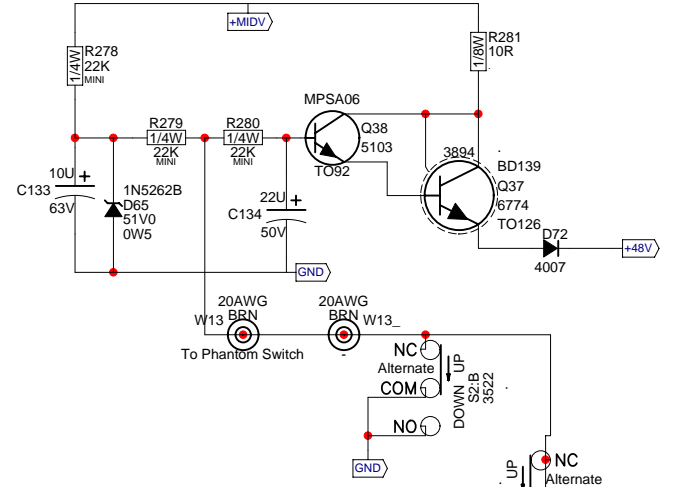 +MIDV
R278
1/4W
22K
MINI
R281
1/8W
10R
MPSA06
Q38
5103
TO92
R279
1/4W
22K
MINI
R280
1/4W
22K
MINI
3894
BD139
Q37
6774
TO126
10U
+
C133
63V
1N5262B
D65
51V0
0W5
22U
+
C134
50V
D72
4007
+48V
GND
20AWG
BRN
W13
20AWG
BRN
W13_
To Phantom Switch
-
NC
Alternate
COM
NO
UP
DOWN
S2:B
3522
GND
UP
NC
Alternate